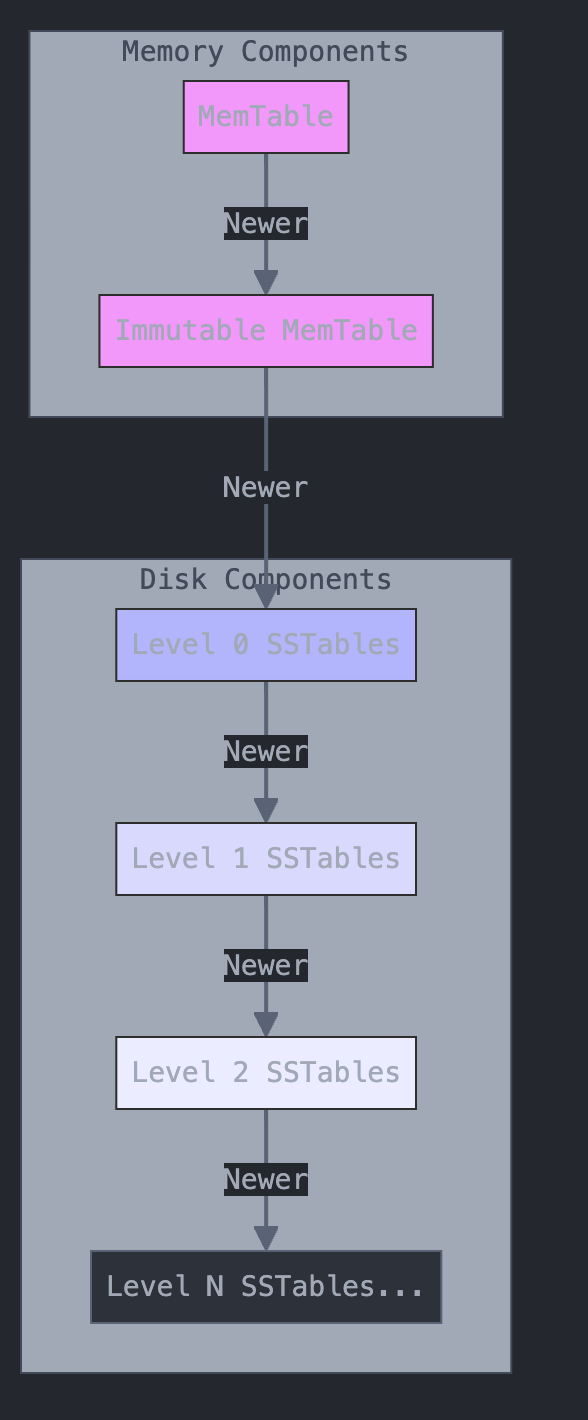 Memory Components
MemTable
Newer
Immutable MemTable
Newer
Disk Components
Level 0 SSTables
Newer
Level 1 SSTables
Newer
Level 2 SSTables
Newer
Level N SSTables...